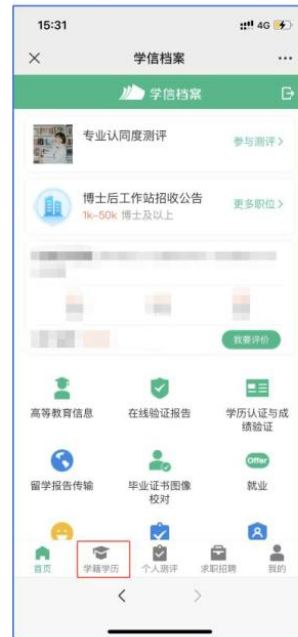 15:31
4G
学信档案
学信档案
专业认同度测评
参与测评
博士后工作站招收公告
1k-50k 博士及以上
更多职位
我要评价
高等教育信息
在线验证报告
学历认证与成
绩验证
Offer
留学报告传输
毕业证书图像
校对
就业
首页
学籍学历
个人测评
求职招聘
我的